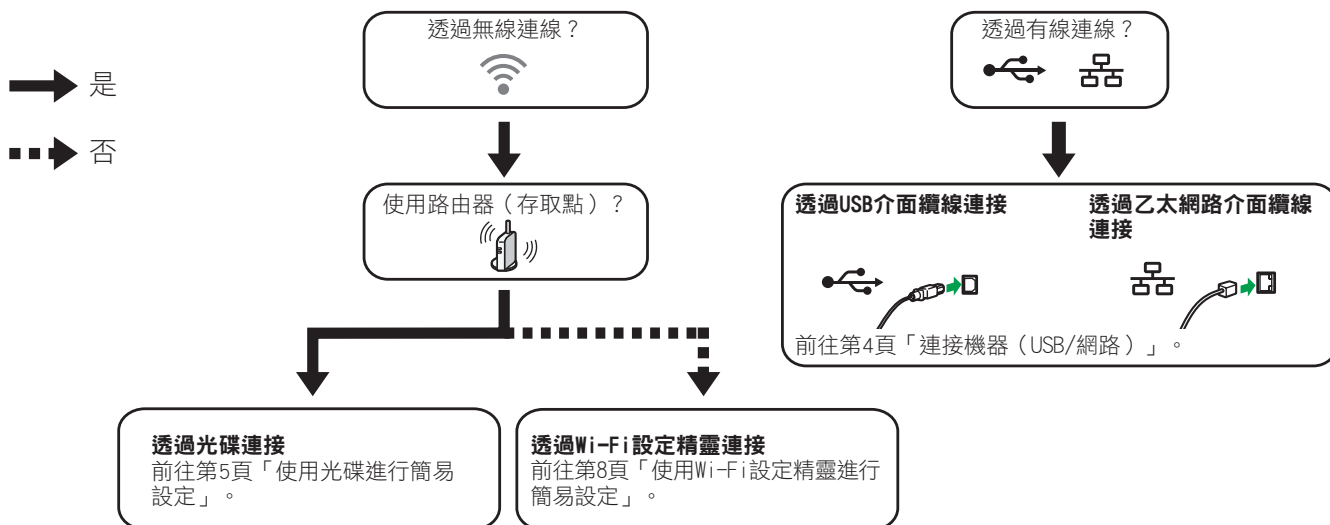 是
否
透過無線連線？
使用路由器（存取點）？
透過光碟連接
前往第5頁「使用光碟進行簡易
設定」。
透過Wi-Fi設定精靈連接
前往第8頁「使用Wi-Fi設定精靈進行
簡易設定」。
透過有線連線？
透過USB介面纜線連接
透過乙太網路介面纜線
連接
前往第4頁「連接機器（USB/網路）」。